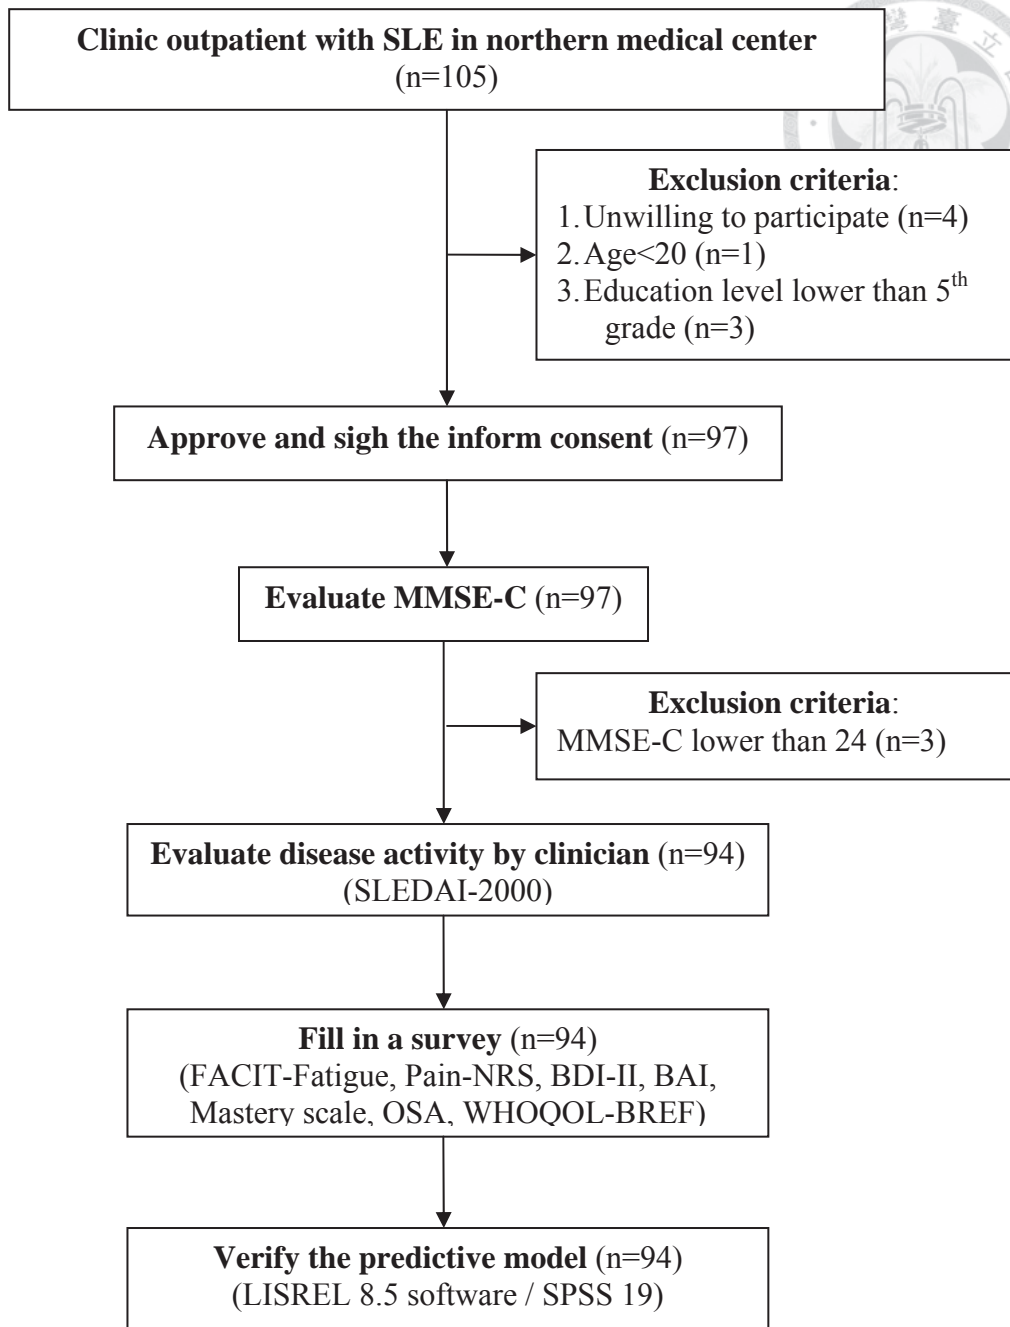 灣 臺 立
Clinic outpatient with SLE in northern medical center
(n=105)
Exclusion criteria:
1.Unwilling to participate (n=4)
2.Age<20 (n=1)
3.Education level lower than 5th
grade (n=3)
Approve and sigh the inform consent (n=97)
Evaluate MMSE-C (n=97)
Exclusion criteria:
MMSE-C lower than 24 (n=3)
Evaluate disease activity by clinician (n=94)
(SLEDAI-2000)
Fill in a survey (n=94)
(FACIT-Fatigue, Pain-NRS, BDI-II, BAI,
Mastery scale, OSA, WHOQOL-BREF)
Verify the predictive model (n=94)
(LISREL 8.5 software / SPSS 19)